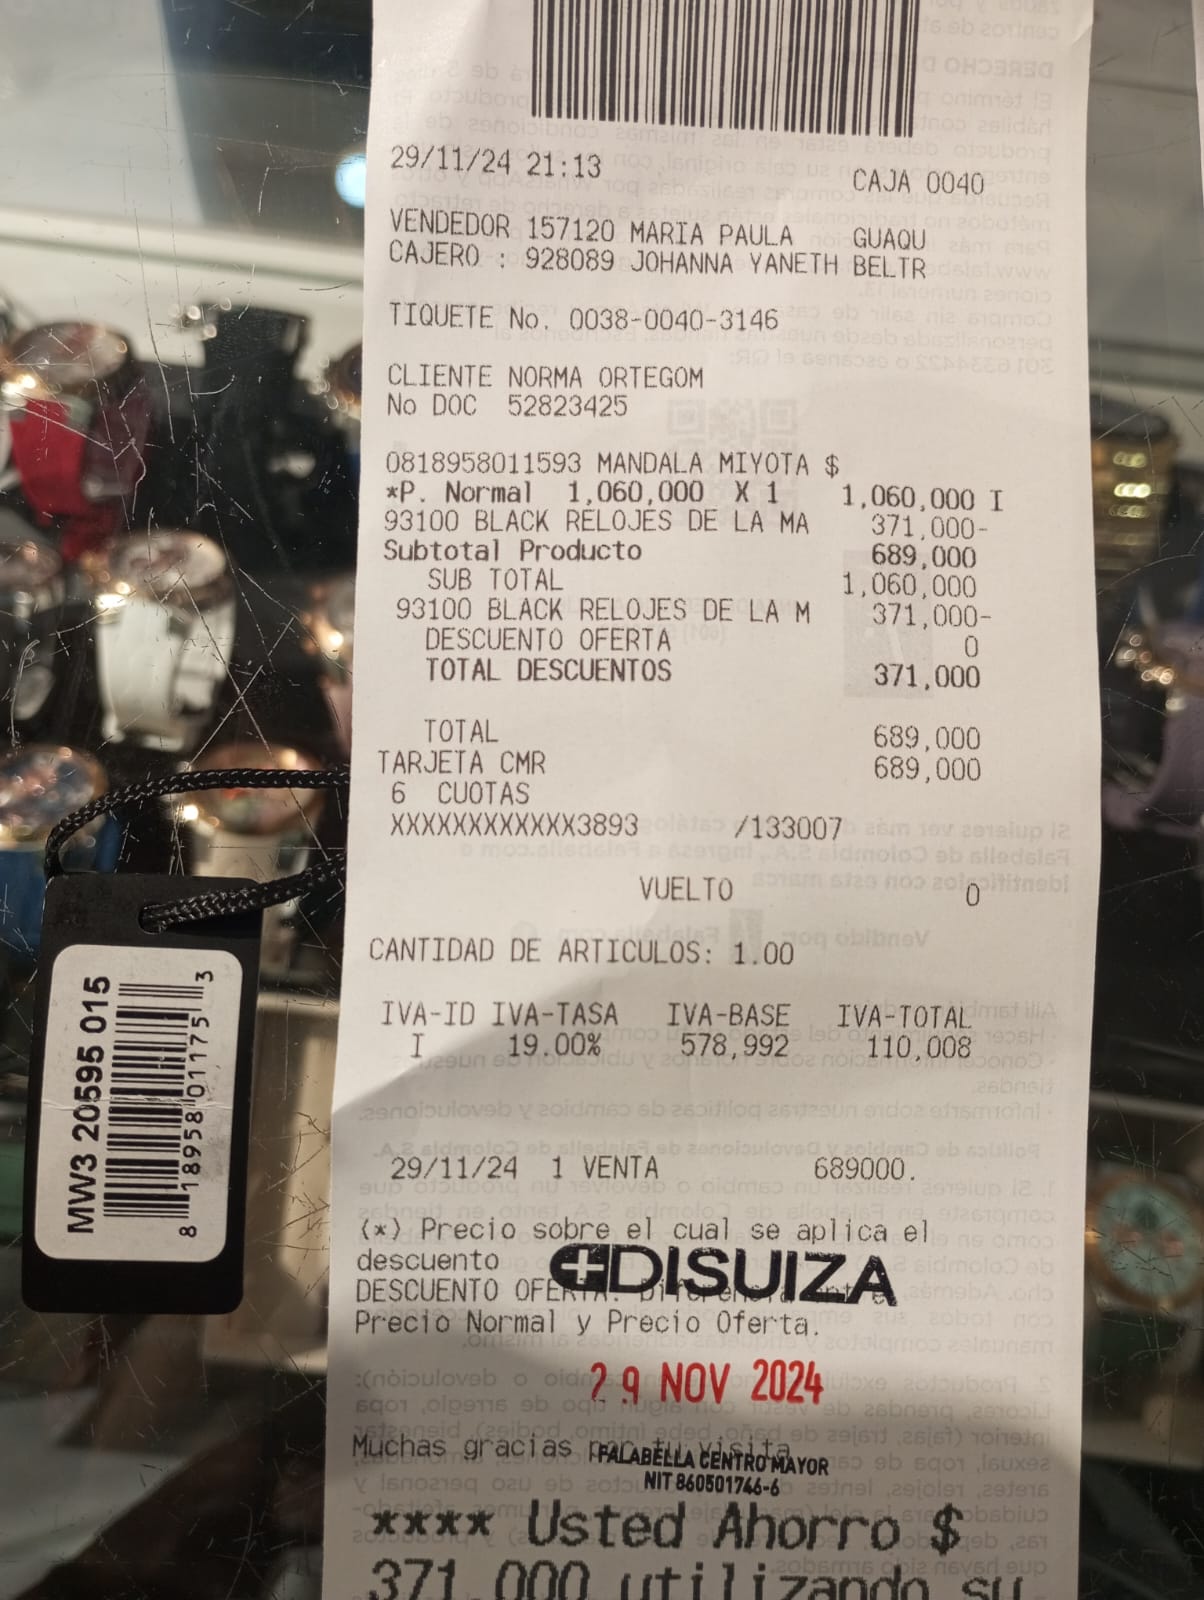 29/11/24 21:13 CAJA 0040
VENDEDOR 157120 MARIA PAULA GUAQU
CAJERO : 928089 JOHANNA YANETH BELTR
TIQUETE No. 0038-0040-3146
CLIENTE NORMA ORTEGOM
No DOC 52823425
0818958011593 MANDALA MIYOTA $
*P. Normal 1,060,000 X 1 1,060,000 I
93100 BLACK RELOJES DE LA MA 371,000-
Subtotal Producto 689,000
SUB TOTAL 1,060,000
93100 BLACK RELOJES DE LA M 371,000-
DESCUENTO OFERTA 0
TOTAL DESCUENTOS 371,000
TOTAL 689,000
TARJETA CMR 689,000
6 CUOTAS
XXXXXXXXXXXX3893 /133007
VUELTO 0
CANTIDAD DE ARTICULOS: 1.00
IVA-ID IVA-TASA IVA-BASE IVA-TOTAL
I 19.00% 578,992 110,008
29/11/24 1 VENTA 689000.
(*) Precio sobre el cual se aplica el
descuento
DISUIZA
DESCUENTO OFERTA: Diferencia entre
Precio Normal y Precio Oferta.
29 NOV 2024
Muchas gracias por tu visita
FALABELLA CENTRO MAYOR
NIT 860501746-6
**** Usted Ahorro $
371,000 utilizando su
MW3 20595 015
8 18958 01175 3